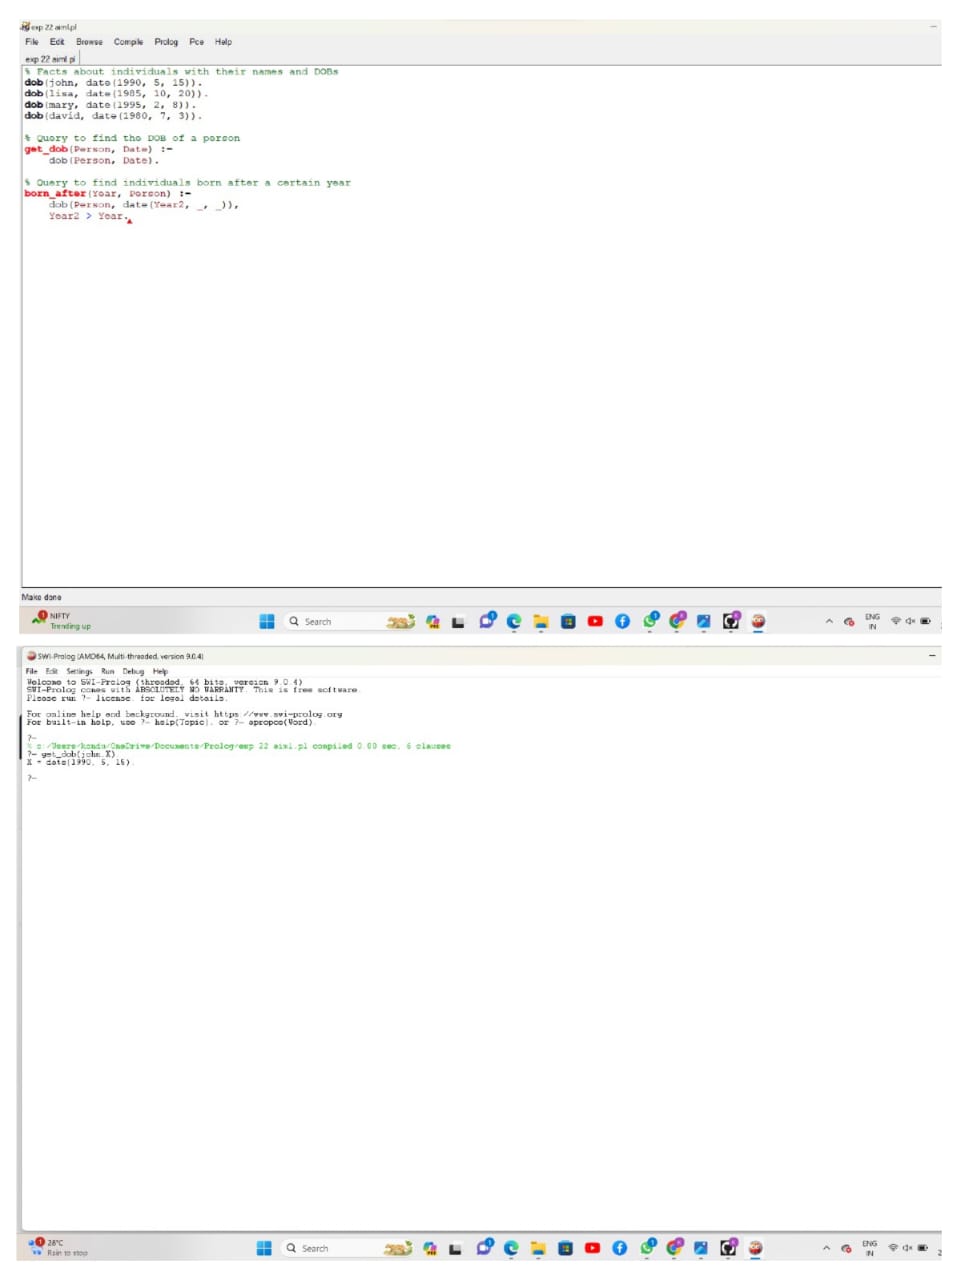 exp 22 aiml.pl
File Edit Browse Compile Prolog Pce Help
exp 22 aiml.pl
% Facts about individuals with their names and DOBs
dob(john, date(1990, 5, 15)).
dob(lisa, date(1985, 10, 20)).
dob(mary, date(1995, 2, 8)).
dob(david, date(1980, 7, 3)).
% Query to find the DOB of a person
get_dob(Person, Date) :-
dob(Person, Date).
% Query to find individuals born after a certain year
born_after(Year, Person) :-
dob(Person, date(Year2, _, _)),
Year2 > Year.
Make done
NIFTY
Trending up
Search
ENG
IN
SWI-Prolog (AMD64, Multi-threaded, version 9.0.4)
File Edit Settings Run Debug Help
Welcome to SWI-Prolog (threaded, 64 bits, version 9.0.4)
SWI-Prolog comes with ABSOLUTELY NO WARRANTY. This is free software.
Please run ?- license. for legal details.
For online help and background, visit https://www.swi-prolog.org
For built-in help, use ?- help(Topic). or ?- apropos(Word).
?-
% c:/Users/kondu/OneDrive/Documents/Prolog/exp 22 aiml.pl compiled 0.00 sec, 6 clauses
?- get_dob(john,X).
X = date(1990, 5, 15).
?-
28°C
Rain to stop
Search
ENG
IN